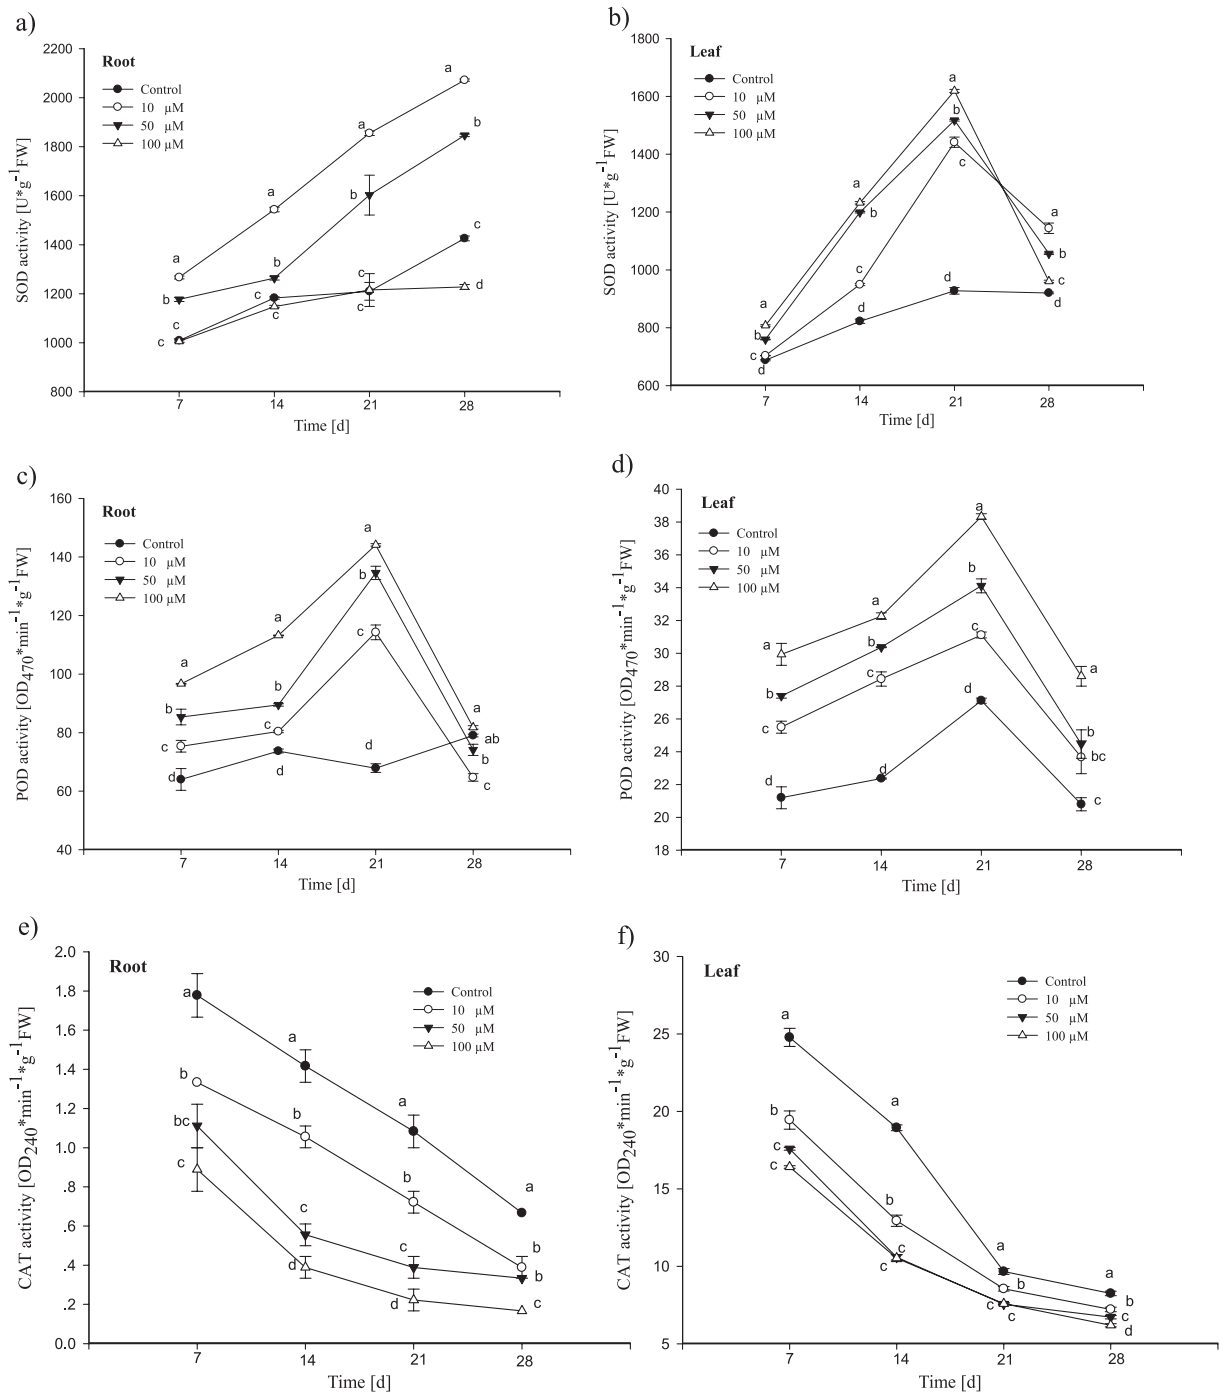 a)
Root
Control
10 µM
50 µM
100 µM
SOD activity [U*g-1FW]
2200
2000
1800
1600
1400
1200
1000
800
a
a
a
a
b
b
b
b
c
c
c
c
c
c
c
d
7 14 21 28
Time [d]
b)
Leaf
Control
10 µM
50 µM
100 µM
SOD activity [U*g-1FW]
1800
1600
1400
1200
1000
800
600
a
b
c
d
a
b
c
d
a
b
c
d
a
b
c
d
7 14 21 28
Time [d]
c)
Root
Control
10 µM
50 µM
100 µM
POD activity [OD470*min-1*g-1FW]
160
140
120
100
80
60
40
a
b
c
d
a
b
c
d
a
b
c
d
a
ab
b
c
7 14 21 28
Time [d]
d)
Leaf
Control
10 µM
50 µM
100 µM
POD activity [OD470*min-1*g-1FW]
40
38
36
34
32
30
28
26
24
22
20
18
a
b
c
d
a
b
c
d
a
b
c
d
a
b
bc
c
7 14 21 28
Time [d]
e)
Root
Control
10 µM
50 µM
100 µM
CAT activity [OD240*min-1*g-1FW]
2.0
1.8
1.6
1.4
1.2
1.0
.8
.6
.4
.2
0.0
a
b
bc
c
a
b
c
d
a
b
c
d
a
b
b
c
7 14 21 28
Time [d]
f)
Leaf
Control
10 µM
50 µM
100 µM
CAT activity [OD240*min-1*g-1FW]
30
25
20
15
10
5
a
b
c
c
a
b
c
c
a
b
c
c
a
b
c
d
7 14 21 28
Time [d]